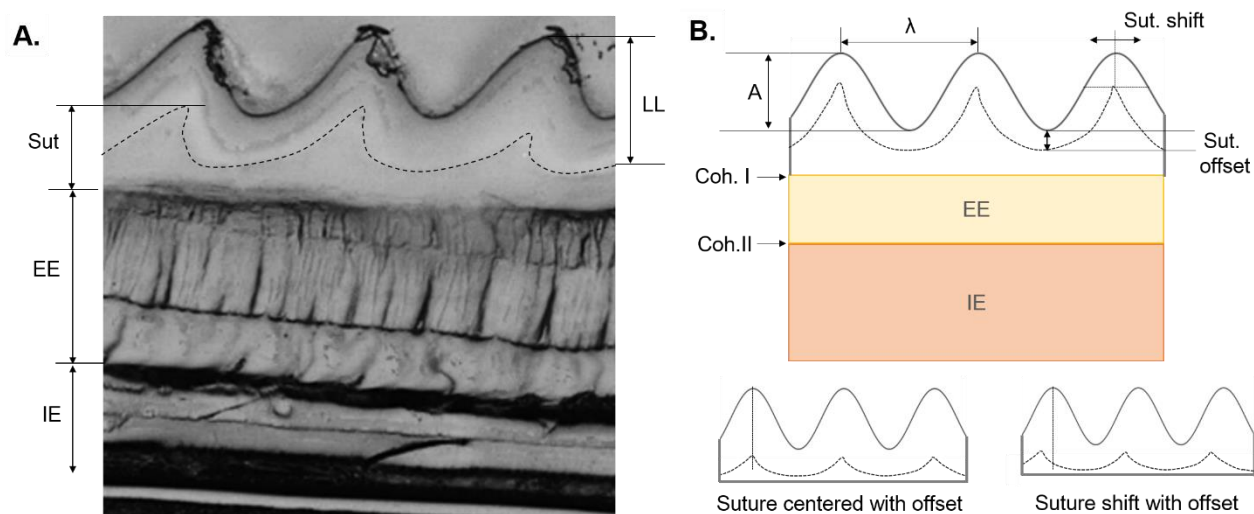 A.
LL
Sut
EE
IE
B.
λ
Sut. shift
A
Sut.
offset
Coh. I
EE
Coh.II
IE
Suture centered with offset
Suture shift with offset